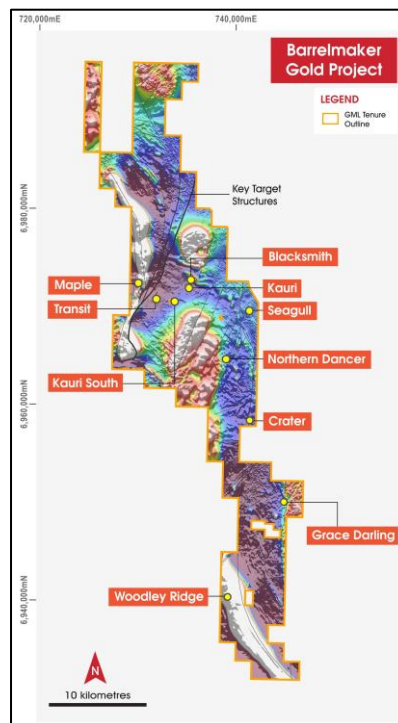 720,000mE
740,000mE
Barrelmaker
Gold Project
LEGEND
GML Tenure
Outline
Key Target
Structures
6,980,000mN
Blacksmith
Maple
Kauri
Transit
Seagull
Northern Dancer
Kauri South
6,960,000mN
Crater
Grace Darling
Woodley Ridge
6,940,000mN
N
10 kilometres